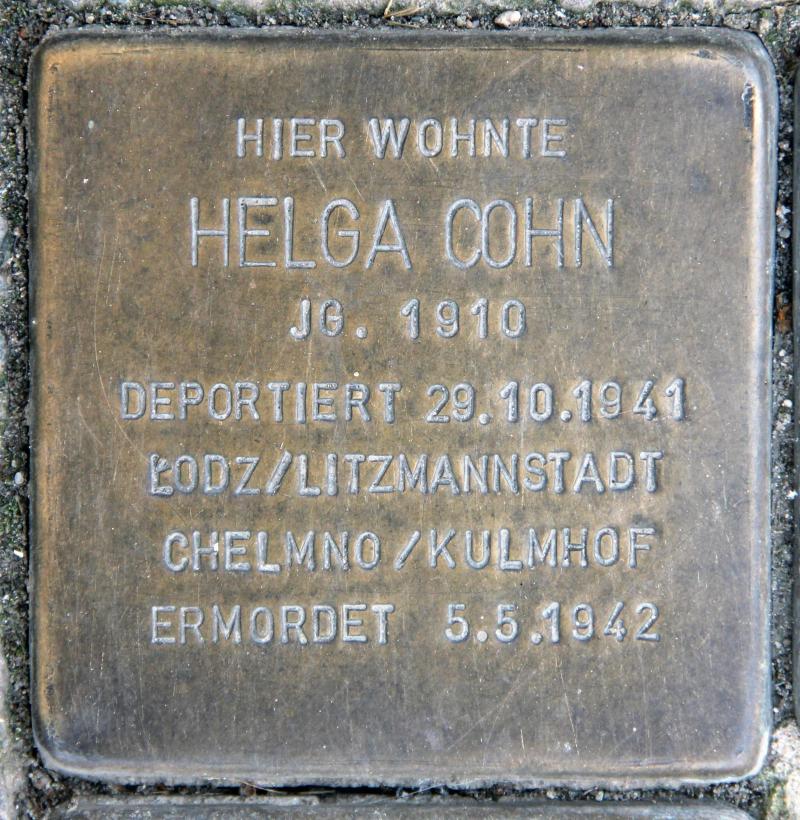 HIER WOHNTE
HELGA COHN
JG. 1910
DEPORTIERT 29.10.1941
ŁODZ/LITZMANNSTADT
CHELMNO/KULMHOF
ERMORDET 5.5.1942